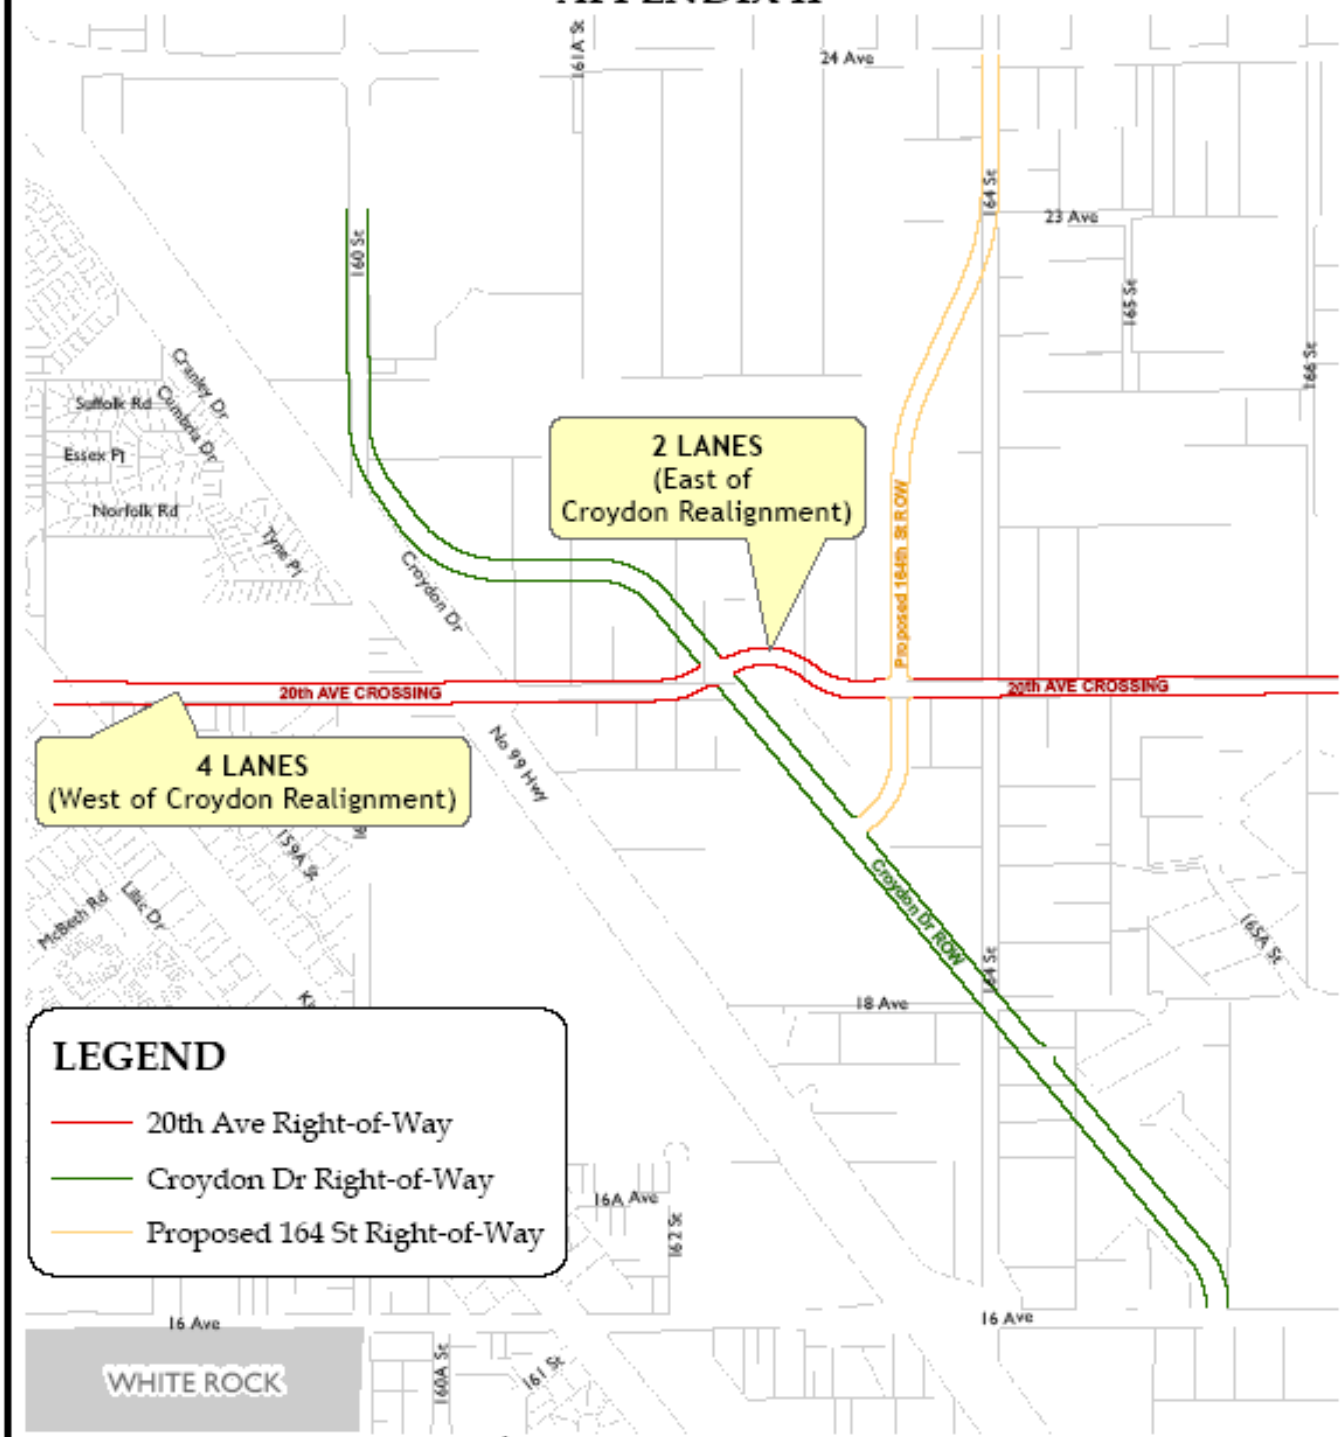 APPENDIX II
161A St
24 Ave
164 St
23 Ave
160 St
165 St
166 St
Cranley Dr
Suffolk Rd
Cumbria Dr
Essex Pl
Norfolk Rd
Tyne Pl
2 LANES
(East of
Croydon Realignment)
Proposed 164th St ROW
Croydon Dr
20th AVE CROSSING
20th AVE CROSSING
No 99 Hwy
4 LANES
(West of Croydon Realignment)
159A St
McBeth Rd
Lilac Dr
Croydon Dr ROW
165A St
164 St
18 Ave
LEGEND
20th Ave Right-of-Way
Croydon Dr Right-of-Way
Proposed 164 St Right-of-Way
16A Ave
162 St
16 Ave
16 Ave
WHITE ROCK
160A St
161 St